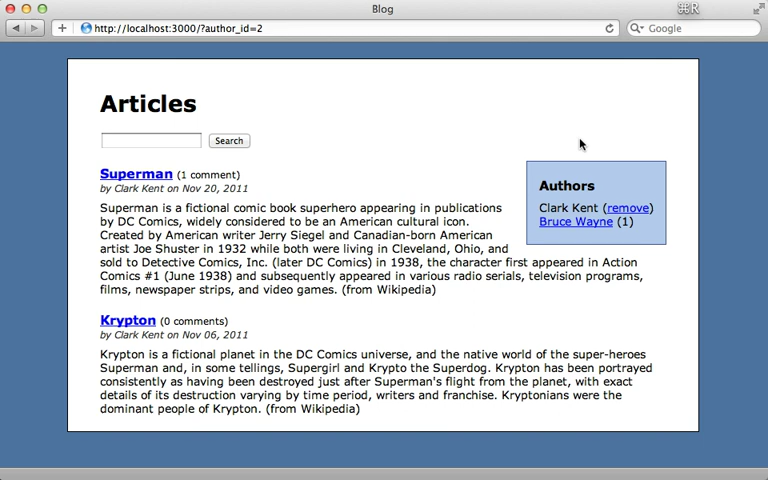 Blog
⌘R
http://localhost:3000/?author_id=2
Google
Articles
Search
Superman (1 comment)
by Clark Kent on Nov 20, 2011
Superman is a fictional comic book superhero appearing in publications
by DC Comics, widely considered to be an American cultural icon.
Created by American writer Jerry Siegel and Canadian-born American
artist Joe Shuster in 1932 while both were living in Cleveland, Ohio, and
sold to Detective Comics, Inc. (later DC Comics) in 1938, the character first appeared in Action
Comics #1 (June 1938) and subsequently appeared in various radio serials, television programs,
films, newspaper strips, and video games. (from Wikipedia)
Authors
Clark Kent (remove)
Bruce Wayne (1)
Krypton (0 comments)
by Clark Kent on Nov 06, 2011
Krypton is a fictional planet in the DC Comics universe, and the native world of the super-heroes
Superman and, in some tellings, Supergirl and Krypto the Superdog. Krypton has been portrayed
consistently as having been destroyed just after Superman's flight from the planet, with exact
details of its destruction varying by time period, writers and franchise. Kryptonians were the
dominant people of Krypton. (from Wikipedia)